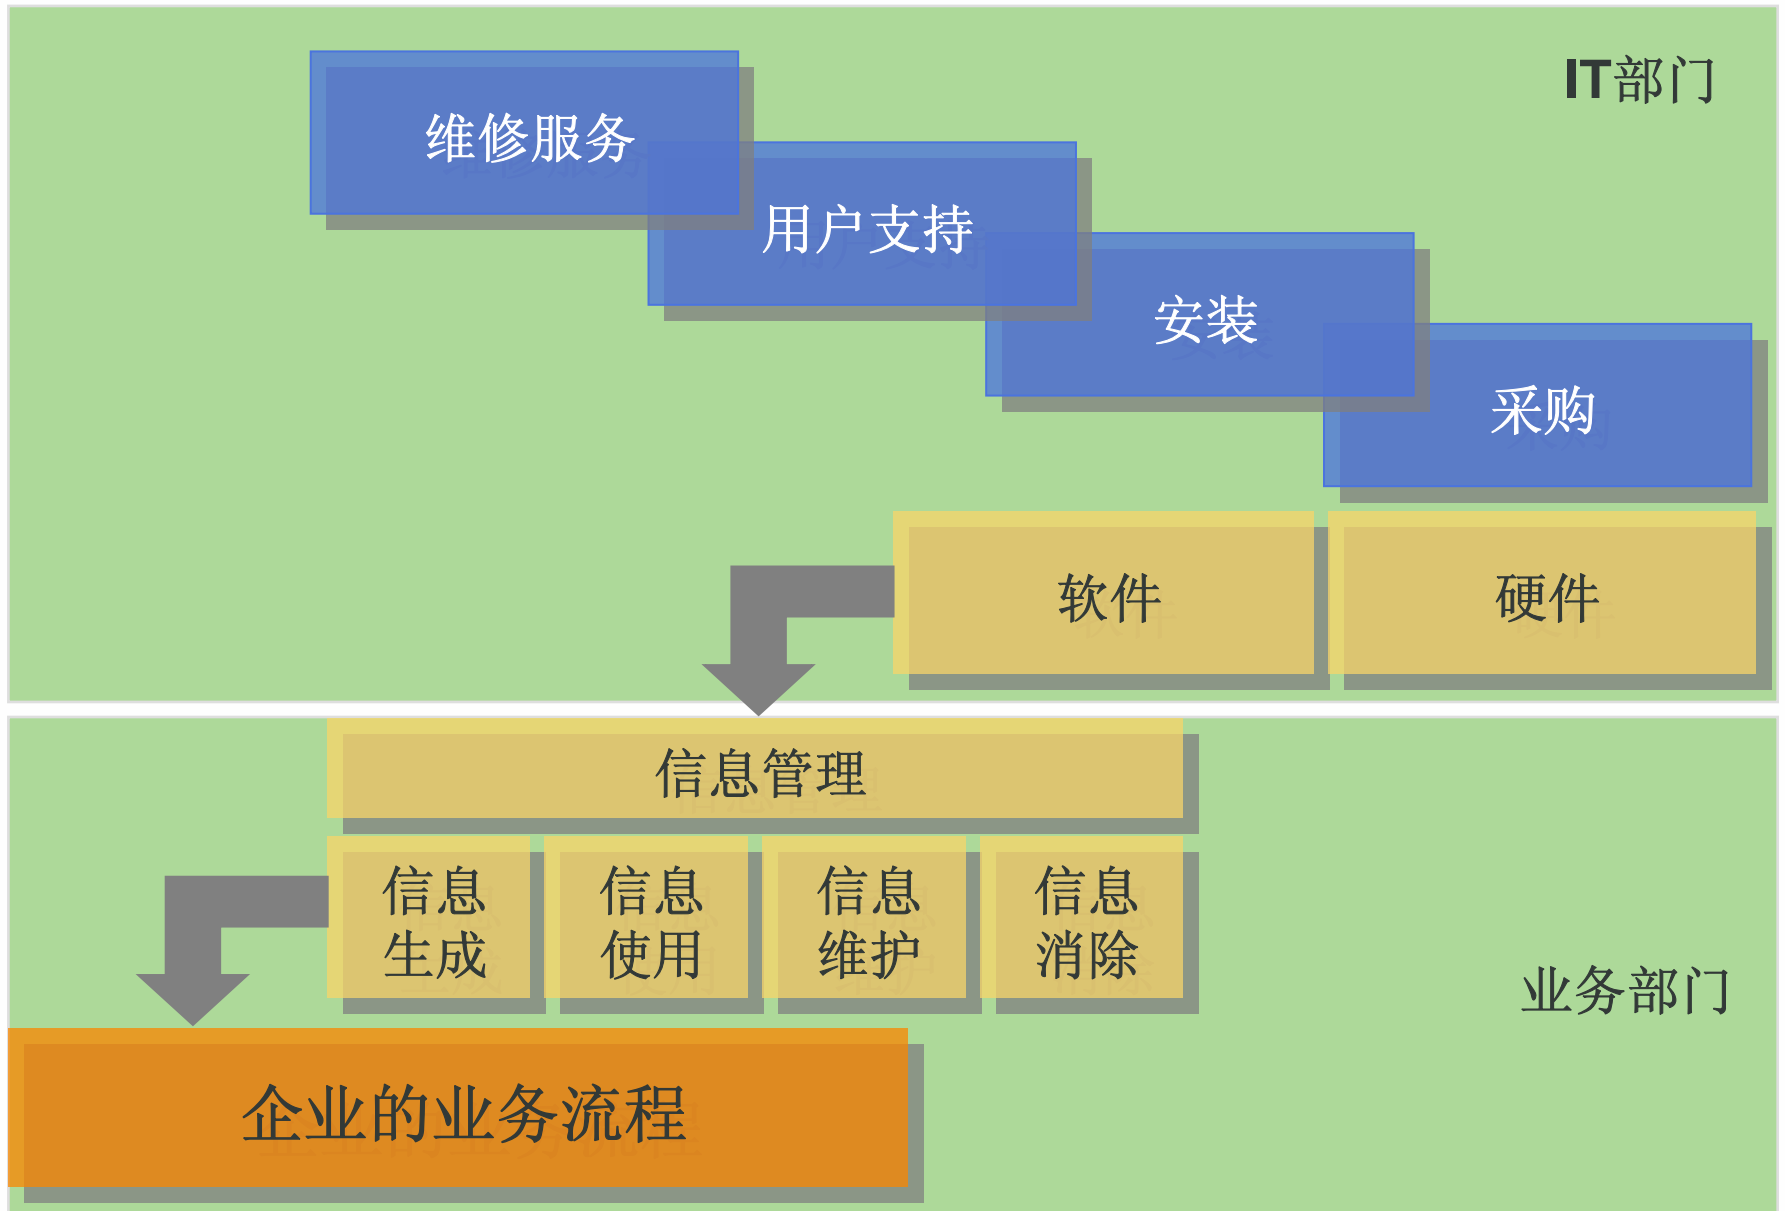 IT部门
维修服务
用户支持
安装
采购
软件
硬件
信息管理
信息
生成
信息
使用
信息
维护
信息
消除
业务部门
企业的业务流程